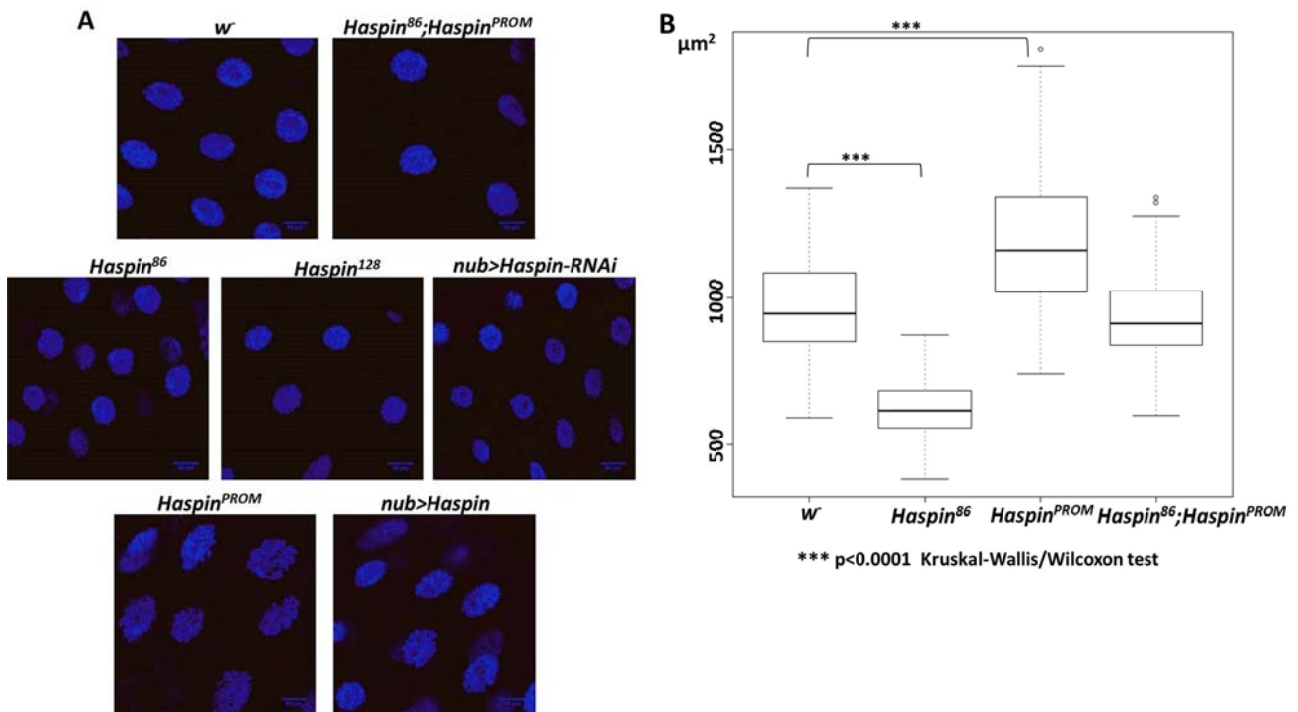 A
w-
Haspin86;HaspinPROM
Haspin86
Haspin128
nub>Haspin-RNAi
HaspinPROM
nub>Haspin
B
μm2
***
***
1500
1000
500
w-
Haspin86
HaspinPROM
Haspin86;HaspinPROM
*** p<0.0001 Kruskal-Wallis/Wilcoxon test